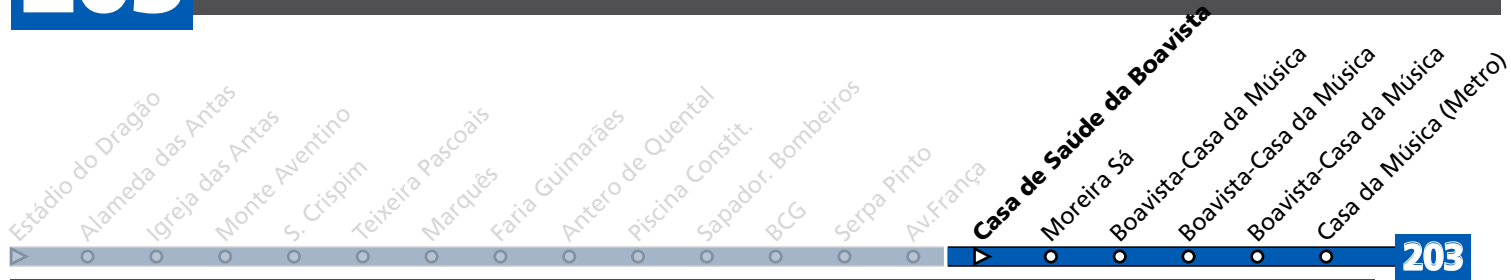 203
Estádio do Dragão
Alameda das Antas
Igreja das Antas
Monte Aventino
S. Crispim
Teixeira Pascoais
Marquês
Faria Guimarães
Antero de Quental
Piscina Constit.
Sapador. Bombeiros
BCG
Serpa Pinto
Av.França
Casa de Saúde da Boavista
Moreira Sá
Boavista-Casa da Música
Boavista-Casa da Música
Boavista-Casa da Música
Casa da Música (Metro)
203